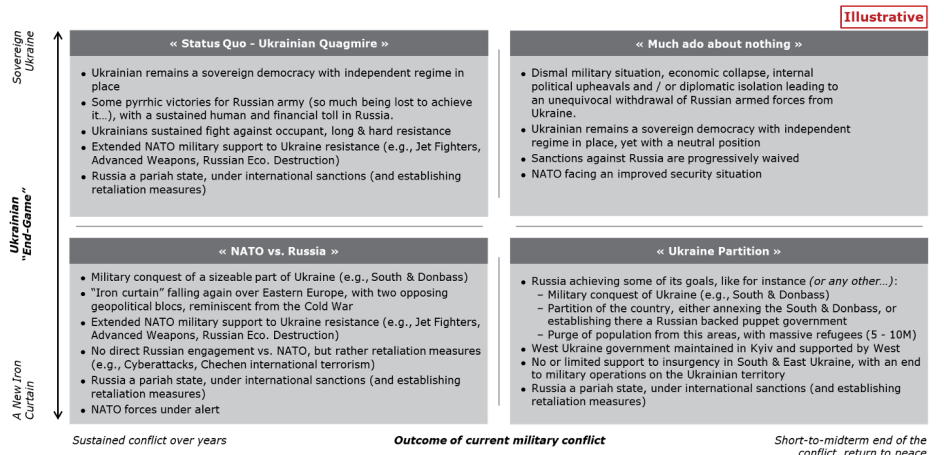 Illustrative
Sovereign
Ukraine
« Status Quo - Ukrainian Quagmire »
• Ukrainian remains a sovereign democracy with independent regime in
place
• Some pyrrhic victories for Russian army (so much being lost to achieve
it…), with a sustained human and financial toll in Russia.
• Ukrainians sustained fight against occupant, long & hard resistance
• Extended NATO military support to Ukraine resistance (e.g., Jet Fighters,
Advanced Weapons, Russian Eco. Destruction)
• Russia a pariah state, under international sanctions (and establishing
retaliation measures)
« Much ado about nothing »
• Dismal military situation, economic collapse, internal
political upheavals and / or diplomatic isolation leading to
an unequivocal withdrawal of Russian armed forces from
Ukraine.
• Ukrainian remains a sovereign democracy with independent
regime in place, yet with a neutral position
• Sanctions against Russia are progressively waived
• NATO facing an improved security situation
Ukrainian
“End-Game”
« NATO vs. Russia »
• Military conquest of a sizeable part of Ukraine (e.g., South & Donbass)
• “Iron curtain” falling again over Eastern Europe, with two opposing
geopolitical blocs, reminiscent from the Cold War
• Extended NATO military support to Ukraine resistance (e.g., Jet Fighters,
Advanced Weapons, Russian Eco. Destruction)
• No direct Russian engagement vs. NATO, but rather retaliation measures
(e.g., Cyberattacks, Chechen international terrorism)
• Russia a pariah state, under international sanctions (and establishing
retaliation measures)
• NATO forces under alert
« Ukraine Partition »
• Russia achieving some of its goals, like for instance (or any other…):
– Military conquest of Ukraine (e.g., South & Donbass)
– Partition of the country, either annexing the South & Donbass, or
establishing there a Russian backed puppet government
– Purge of population from this areas, with massive refugees (5 - 10M)
• West Ukraine government maintained in Kyiv and supported by West
• No or limited support to insurgency in South & East Ukraine, with an end
to military operations on the Ukrainian territory
• Russia a pariah state, under international sanctions (and establishing
retaliation measures)
A New Iron
Curtain
Sustained conflict over years
Outcome of current military conflict
Short-to-midterm end of the
conflict, return to peace